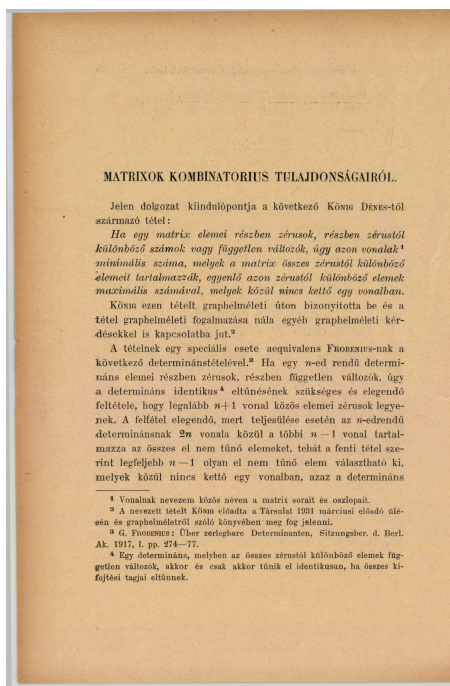 MATRIXOK KOMBINATORIUS TULAJDONSÁGAIRÓL.
Jelen dolgozat kiindulópontja a következő KÖNIG DÉNES-től
származó tétel:
Ha egy matrix elemei részben zérusok, részben zérustól
különböző számok vagy független változók, úgy azon vonalak¹
minimális száma, melyek a matrix összes zérustól különböző
elemeit tartalmazzák, egyenlő azon zérustól különböző elemek
maximális számával, melyek közül nincs kettő egy vonalban.
KÖNIG ezen tételt graphelméleti úton bizonyította be és a
tétel graphelméleti fogalmazása nála egyéb graphelméleti kér-
désekkel is kapcsolatba jut.²
A tételnek egy speciális esete aequivalens FROBENIUS-nak a
következő determinánstételével.³ Ha egy n-ed rendű determi-
náns elemei részben zérusok, részben független változók, úgy
a determináns identikus⁴ eltűnésének szükséges és elegendő
feltétele, hogy legalább n+1 vonal közös elemei zérusok legye-
nek. A felfétel elegendő, mert teljesülése esetén az n-edrendű
determinánsnak 2n vonala közül a többi n—1 vonal tartal-
mazza az összes el nem tűnő elemeket, tehát a fenti tétel sze-
rint legfeljebb n—1 olyan el nem tűnő elem választható ki,
melyek közül nincs kettő egy vonalban, azaz a determináns
¹ Vonalnak nevezem közös néven a matrix sorait és oszlopait.
² A nevezett tételt KÖNIG előadta a Társulat 1931 márciusi előadó ülé-
sén és graphelméletről szóló könyvében meg fog jelenni.
³ G. FROBENIUS: Über zerlegbare Determinanten, Sitzungsber. d. Berl.
Ak. 1917, I. pp. 274—77.
⁴ Egy determináns, melyben az összes zérustól különböző elemek füg-
getlen változók, akkor és csak akkor tűnik el identikusan, ha összes ki-
fejtési tagjai eltűnnek.